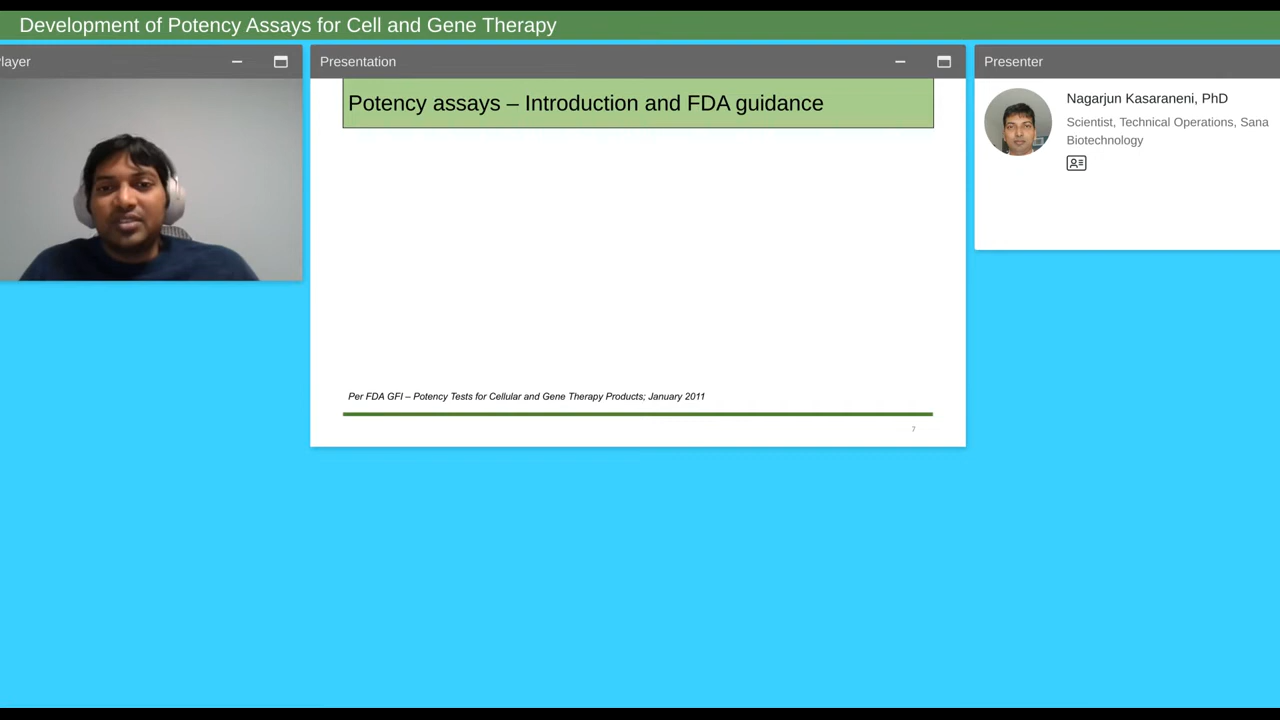 Development of Potency Assays for Cell and Gene Therapy
layer
Presentation
Presenter
Potency assays – Introduction and FDA guidance
Per FDA GFI – Potency Tests for Cellular and Gene Therapy Products; January 2011
7
Nagarjun Kasaraneni, PhD
Scientist, Technical Operations, Sana
Biotechnology